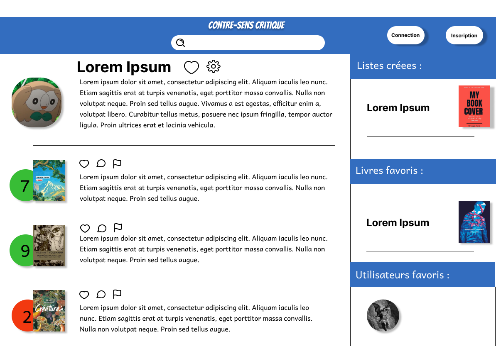 CONTRE-SENS CRITIQUE
Connection
Inscription
Lorem Ipsum
Lorem ipsum dolor sit amet, consectetur adipiscing elit. Aliquam iaculis leo nunc.
Etiam sagittis erat at turpis venenatis, eget porttitor massa convallis. Nulla non
volutpat neque. Proin sed tellus augue. Vivamus a est egestas, efficitur enim a,
volutpat libero. Curabitur tellus metus, posuere nec ipsum fringilla, tempor auctor
ligula. Proin ultrices erat et lacinia vehicula.
7
Lorem ipsum dolor sit amet, consectetur adipiscing elit. Aliquam iaculis leo nunc.
Etiam sagittis erat at turpis venenatis, eget porttitor massa convallis. Nulla non
volutpat neque. Proin sed tellus augue.
9
Lorem ipsum dolor sit amet, consectetur adipiscing elit. Aliquam iaculis leo nunc.
Etiam sagittis erat at turpis venenatis, eget porttitor massa convallis. Nulla non
volutpat neque. Proin sed tellus augue.
2
Lorem ipsum dolor sit amet, consectetur adipiscing elit. Aliquam iaculis leo
nunc. Etiam sagittis erat at turpis venenatis, eget porttitor massa convallis.
Nulla non volutpat neque. Proin sed tellus augue.
Listes créees :
Lorem Ipsum
MY
BOOK
COVER
Livres favoris :
Lorem Ipsum
Utilisateurs favoris :